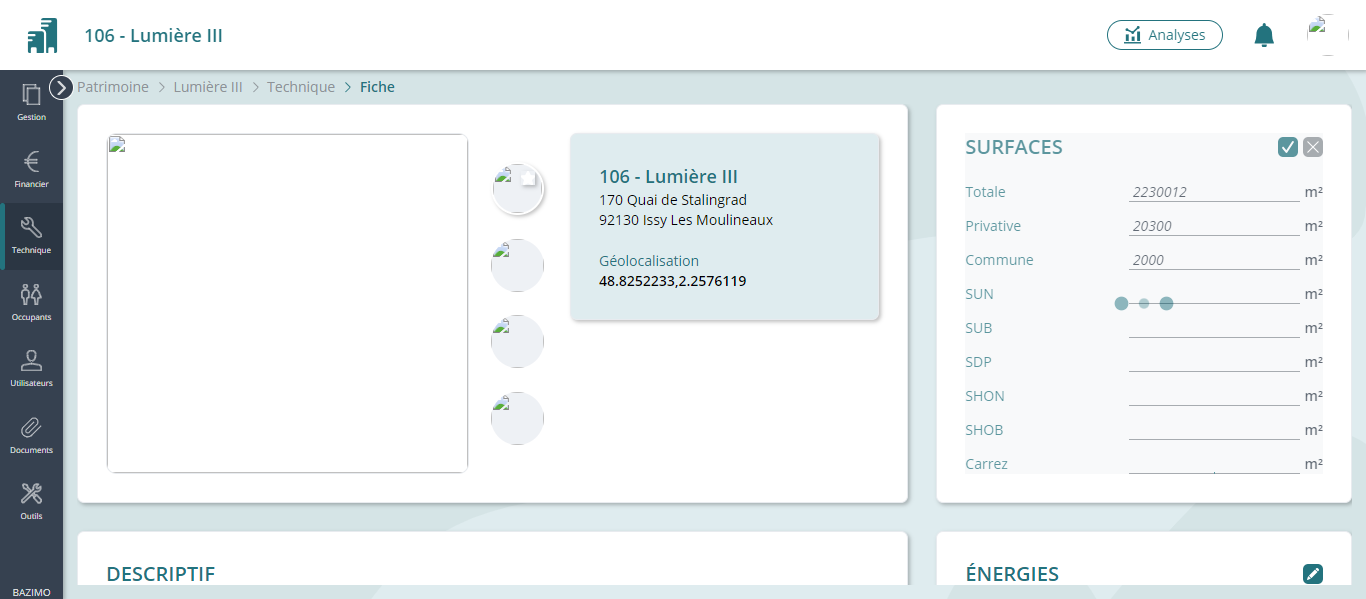 106 - Lumière III
Analyses
Patrimoine > Lumière III > Technique > Fiche
Gestion
Financier
Technique
Occupants
Utilisateurs
Documents
Outils
BAZIMO
106 - Lumière III
170 Quai de Stalingrad
92130 Issy Les Moulineaux
Géolocalisation
48.8252233,2.2576119
SURFACES
Totale 2230012 m²
Privative 20300 m²
Commune 2000 m²
SUN m²
SUB m²
SDP m²
SHON m²
SHOB m²
Carrez m²
DESCRIPTIF
ÉNERGIES